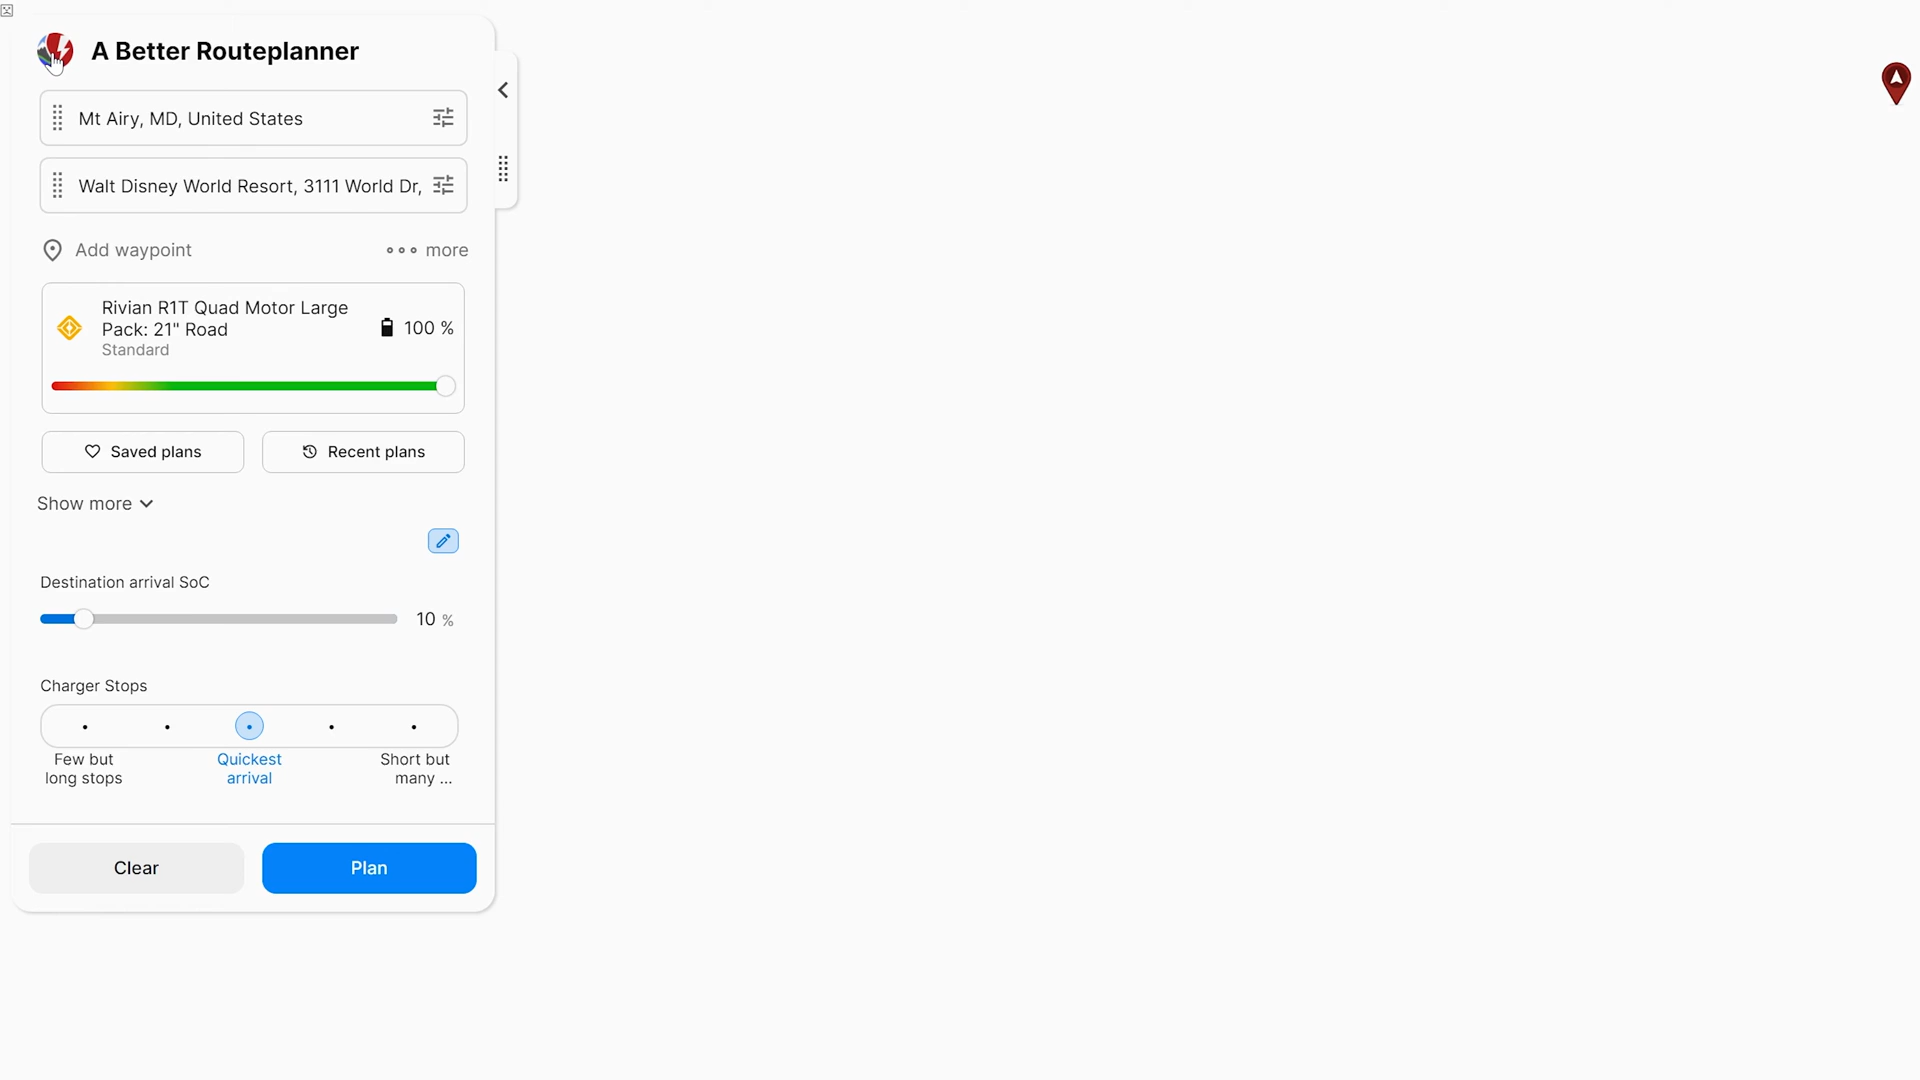 A Better Routeplanner
Mt Airy, MD, United States
Walt Disney World Resort, 3111 World Dr,
Add waypoint
more
Rivian R1T Quad Motor Large
Pack: 21" Road
Standard
100 %
Saved plans
Recent plans
Show more
Destination arrival SoC
10 %
Charger Stops
Few but
long stops
Quickest
arrival
Short but
many ...
Clear
Plan